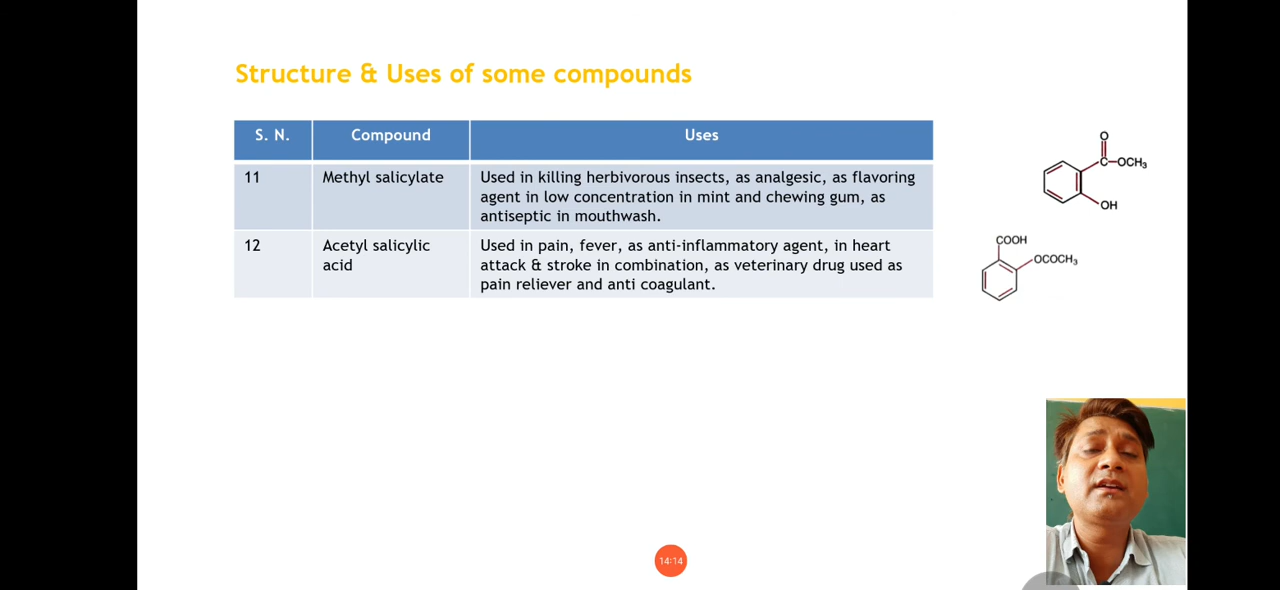 Structure & Uses of some compounds
S. N. Compound Uses
11 Methyl salicylate Used in killing herbivorous insects, as analgesic, as flavoring
agent in low concentration in mint and chewing gum, as
antiseptic in mouthwash.
12 Acetyl salicylic Used in pain, fever, as anti-inflammatory agent, in heart
acid attack & stroke in combination, as veterinary drug used as
pain reliever and anti coagulant.
O
C-OCH₃
OH
COOH
OCOCH₃
14:14